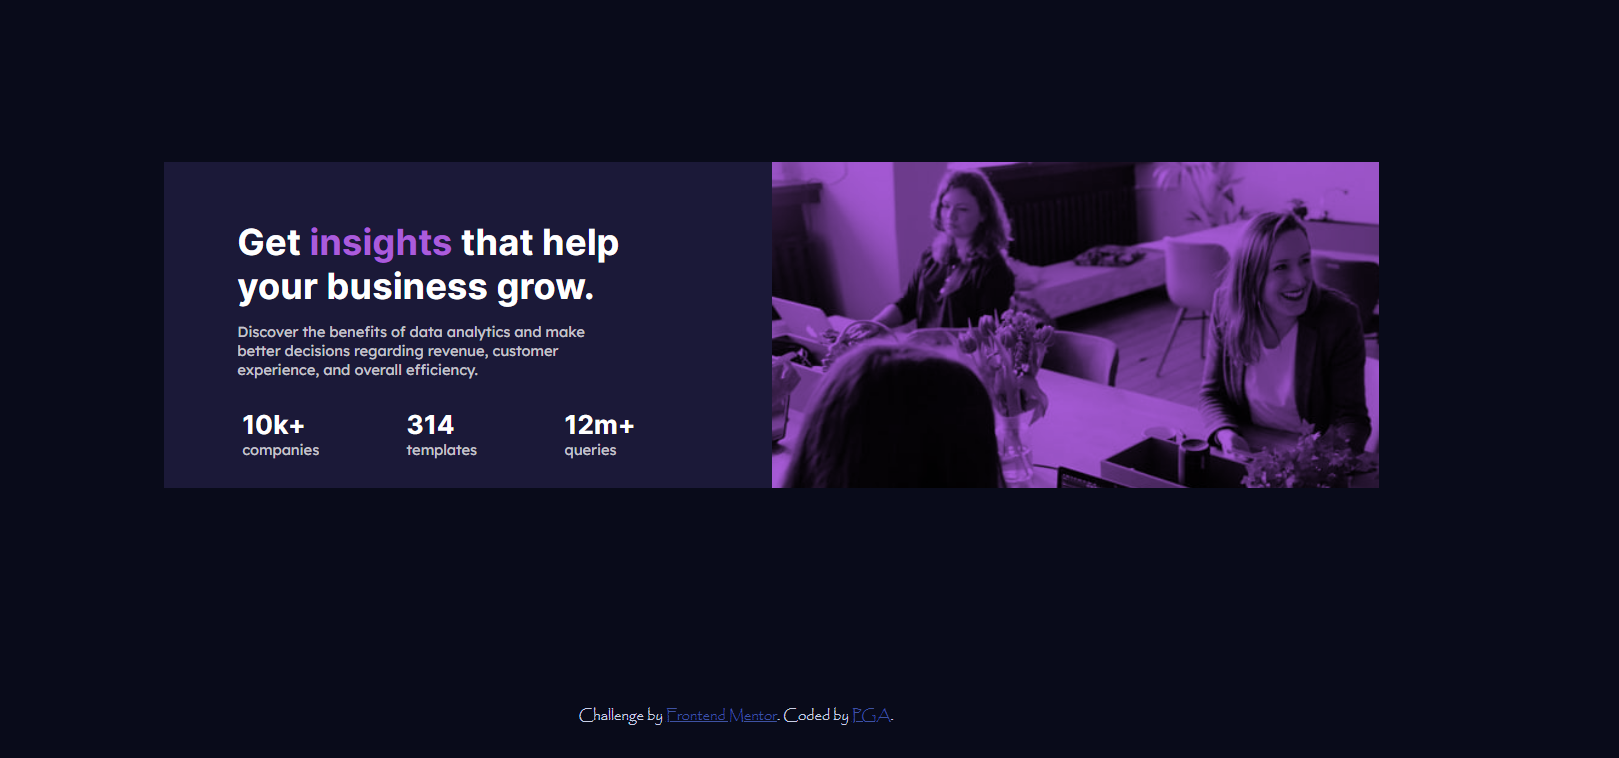 Get insights that help
your business grow.
Discover the benefits of data analytics and make
better decisions regarding revenue, customer
experience, and overall efficiency.
10k+ 314 12m+
companies templates queries
Challenge by Frontend Mentor. Coded by PGA.